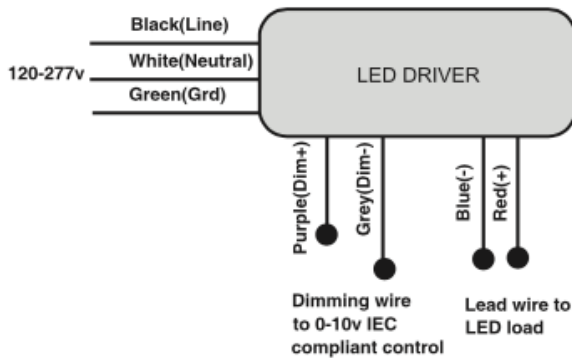 Black(Line)
White(Neutral)
120-277v
Green(Grd)
LED DRIVER
Purple(Dim+)
Grey(Dim-)
Blue(-)
Red(+)
Dimming wire
to 0-10v IEC
compliant control
Lead wire to
LED load